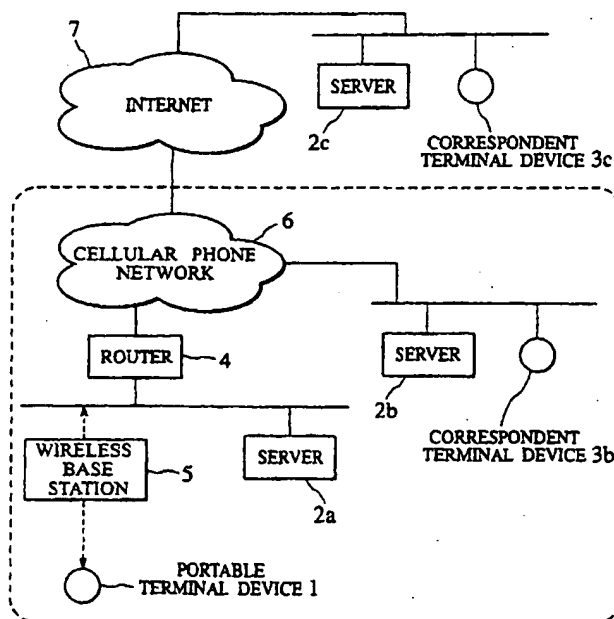 7
INTERNET
SERVER
2c
CORRESPONDENT
TERMINAL DEVICE 3c
6
CELLULAR PHONE
NETWORK
ROUTER
4
SERVER
2b
CORRESPONDENT
TERMINAL DEVICE 3b
WIRELESS
BASE
STATION
5
SERVER
2a
PORTABLE
TERMINAL DEVICE 1